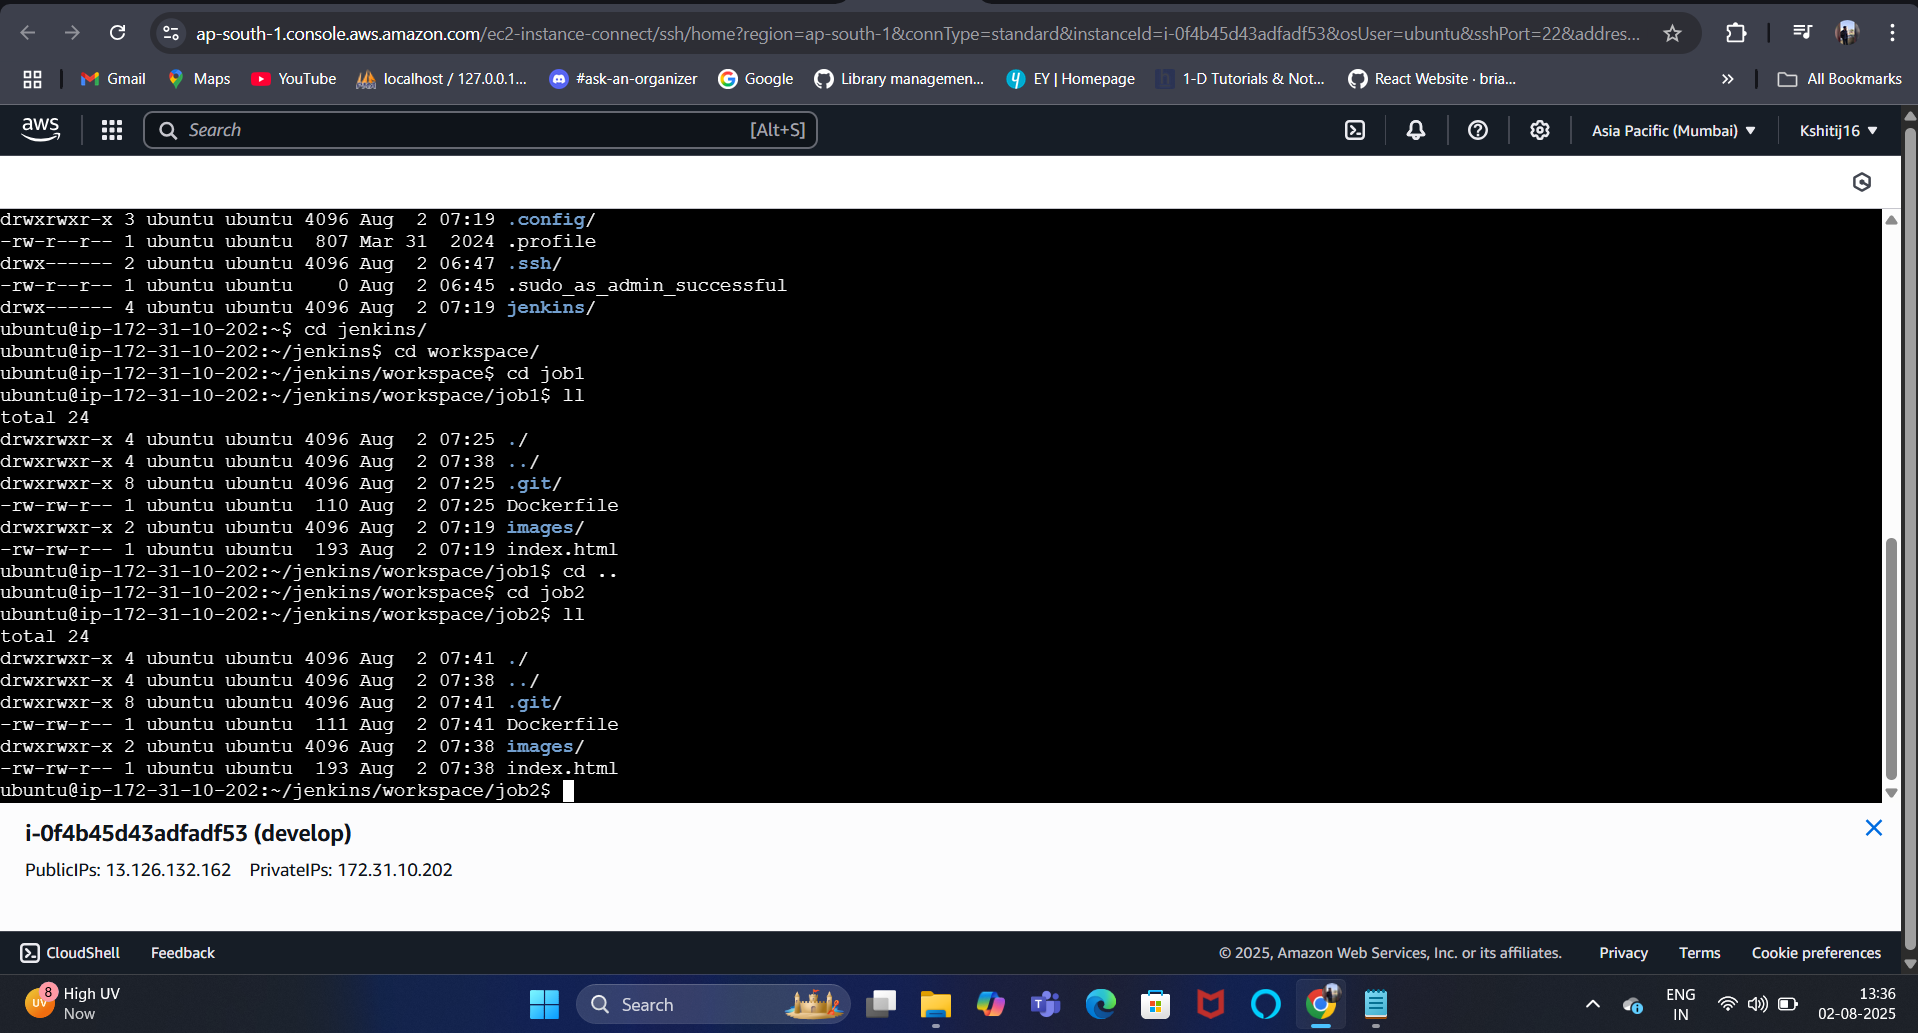 ap-south-1.console.aws.amazon.com/ec2-instance-connect/ssh/home?region=ap-south-1&connType=standard&instanceId=i-0f4b45d43adfadf53&osUser=ubuntu&sshPort=22&addres...
Gmail Maps YouTube localhost / 127.0.0.1... #ask-an-organizer Google Library managemen... EY | Homepage 1-D Tutorials & Not... React Website · bria... » All Bookmarks
aws Search [Alt+S] Asia Pacific (Mumbai) Kshitij16
drwxrwxr-x 3 ubuntu ubuntu 4096 Aug  2 07:19 .config/
-rw-r--r-- 1 ubuntu ubuntu  807 Mar 31  2024 .profile
drwx------ 2 ubuntu ubuntu 4096 Aug  2 06:47 .ssh/
-rw-r--r-- 1 ubuntu ubuntu    0 Aug  2 06:45 .sudo_as_admin_successful
drwx------ 4 ubuntu ubuntu 4096 Aug  2 07:19 jenkins/
ubuntu@ip-172-31-10-202:~$ cd jenkins/
ubuntu@ip-172-31-10-202:~/jenkins$ cd workspace/
ubuntu@ip-172-31-10-202:~/jenkins/workspace$ cd job1
ubuntu@ip-172-31-10-202:~/jenkins/workspace/job1$ ll
total 24
drwxrwxr-x 4 ubuntu ubuntu 4096 Aug  2 07:25 ./
drwxrwxr-x 4 ubuntu ubuntu 4096 Aug  2 07:38 ../
drwxrwxr-x 8 ubuntu ubuntu 4096 Aug  2 07:25 .git/
-rw-rw-r-- 1 ubuntu ubuntu  110 Aug  2 07:25 Dockerfile
drwxrwxr-x 2 ubuntu ubuntu 4096 Aug  2 07:19 images/
-rw-rw-r-- 1 ubuntu ubuntu  193 Aug  2 07:19 index.html
ubuntu@ip-172-31-10-202:~/jenkins/workspace/job1$ cd ..
ubuntu@ip-172-31-10-202:~/jenkins/workspace$ cd job2
ubuntu@ip-172-31-10-202:~/jenkins/workspace/job2$ ll
total 24
drwxrwxr-x 4 ubuntu ubuntu 4096 Aug  2 07:41 ./
drwxrwxr-x 4 ubuntu ubuntu 4096 Aug  2 07:38 ../
drwxrwxr-x 8 ubuntu ubuntu 4096 Aug  2 07:41 .git/
-rw-rw-r-- 1 ubuntu ubuntu  111 Aug  2 07:41 Dockerfile
drwxrwxr-x 2 ubuntu ubuntu 4096 Aug  2 07:38 images/
-rw-rw-r-- 1 ubuntu ubuntu  193 Aug  2 07:38 index.html
ubuntu@ip-172-31-10-202:~/jenkins/workspace/job2$
i-0f4b45d43adfadf53 (develop)
PublicIPs: 13.126.132.162 PrivateIPs: 172.31.10.202
CloudShell Feedback © 2025, Amazon Web Services, Inc. or its affiliates. Privacy Terms Cookie preferences
UV 8 High UV
Now
Search
ENG
IN
13:36
02-08-2025